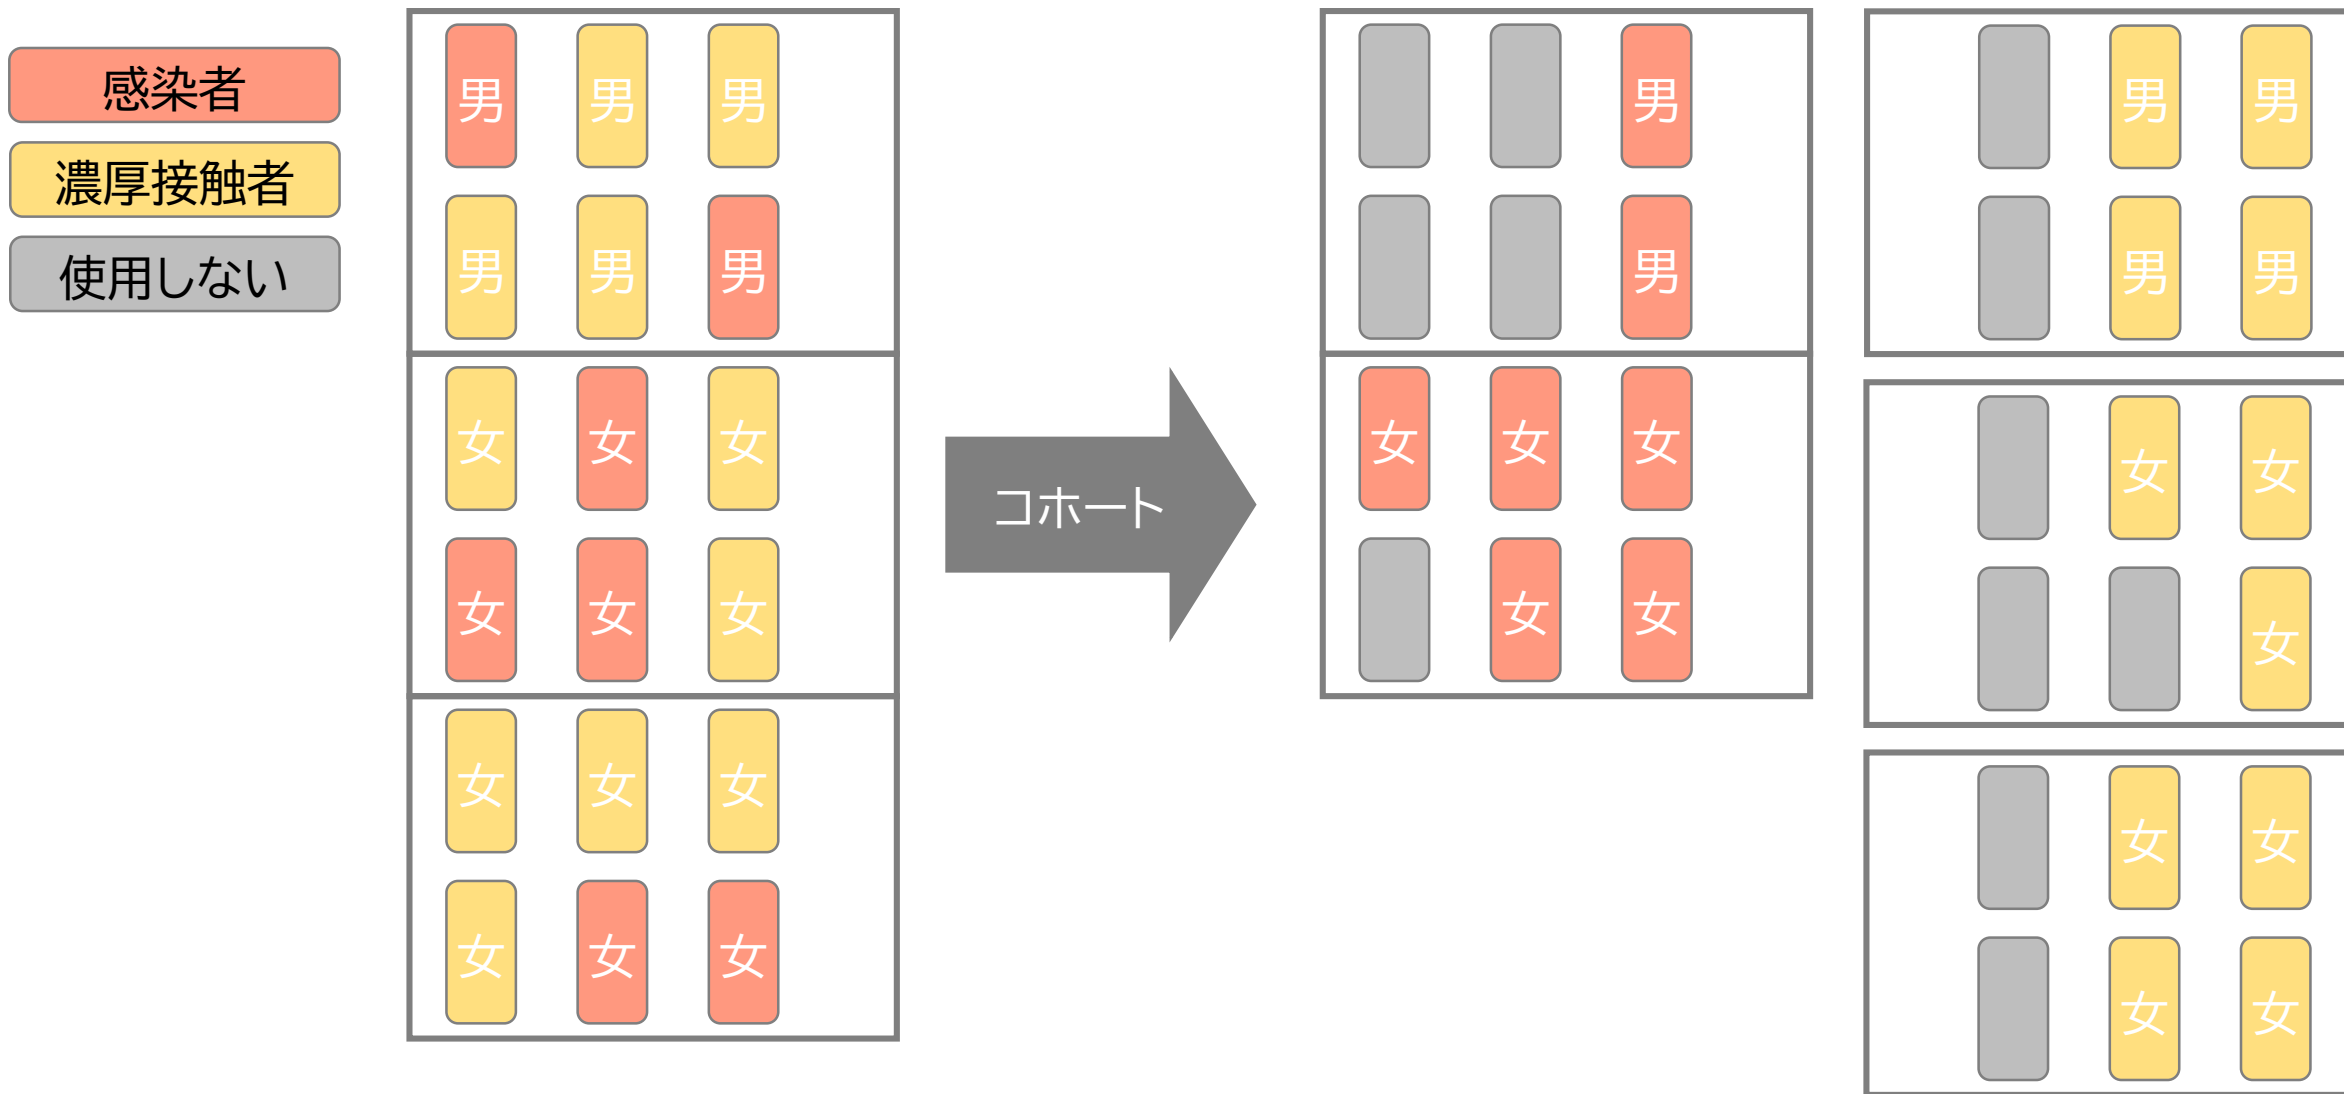 感染者
濃厚接触者
使用しない
男 男 男
男 男 男
女 女 女
女 女 女
女 女 女
女 女 女
コホート
男
男
女 女 女
女 女
男 男
男 男
女 女
女
女 女
女 女